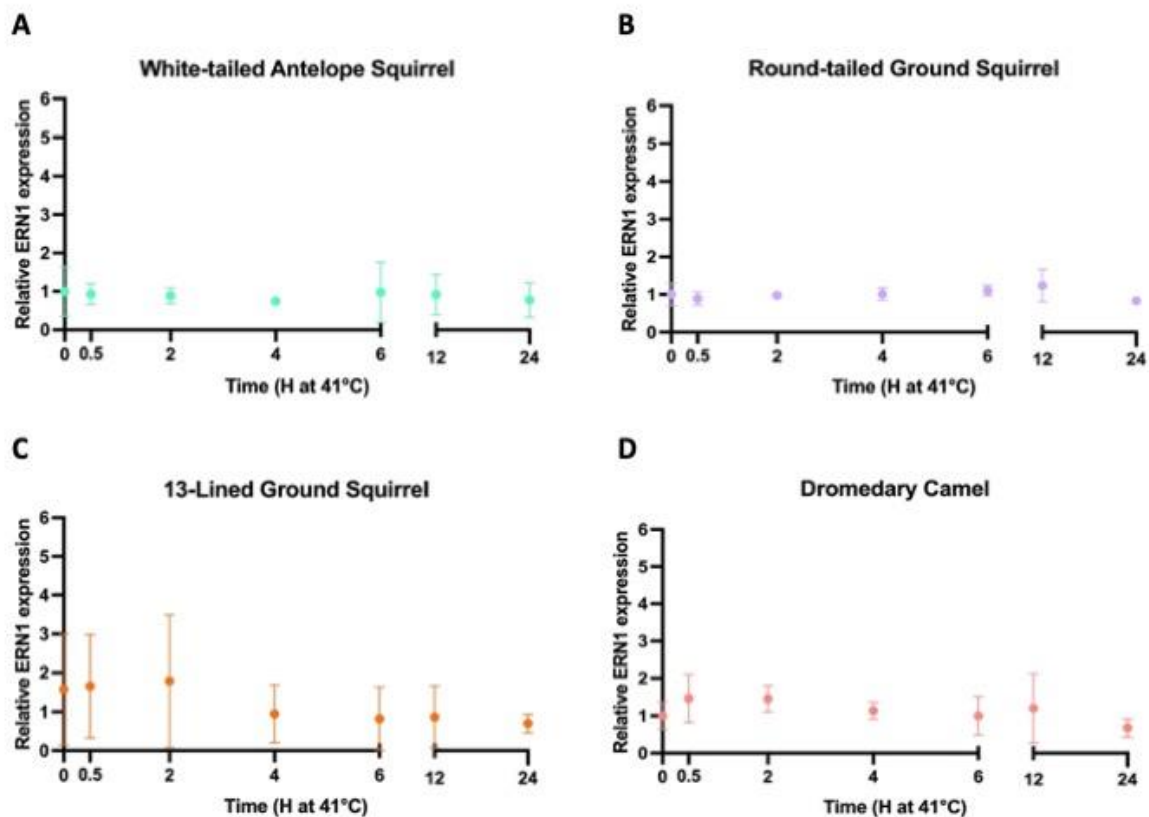 A
White-tailed Antelope Squirrel
Relative ERN1 expression
6
5
4
3
2
1
0
0 0.5 2 4 6 12 24
Time (H at 41°C)
B
Round-tailed Ground Squirrel
Relative ERN1 expression
6
5
4
3
2
1
0
0 0.5 2 4 6 12 24
Time (H at 41°C)
C
13-Lined Ground Squirrel
Relative ERN1 expression
6
5
4
3
2
1
0
0 0.5 2 4 6 12 24
Time (H at 41°C)
D
Dromedary Camel
Relative ERN1 expression
6
5
4
3
2
1
0
0 0.5 2 4 6 12 24
Time (H at 41°C)